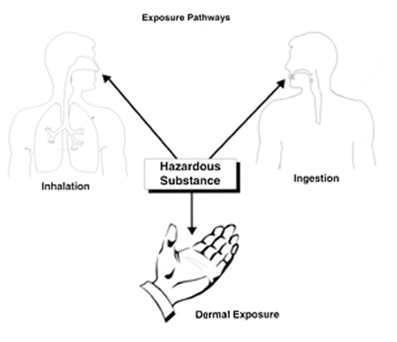 Exposure Pathways
Hazardous
Substance
Inhalation
Ingestion
Dermal Exposure